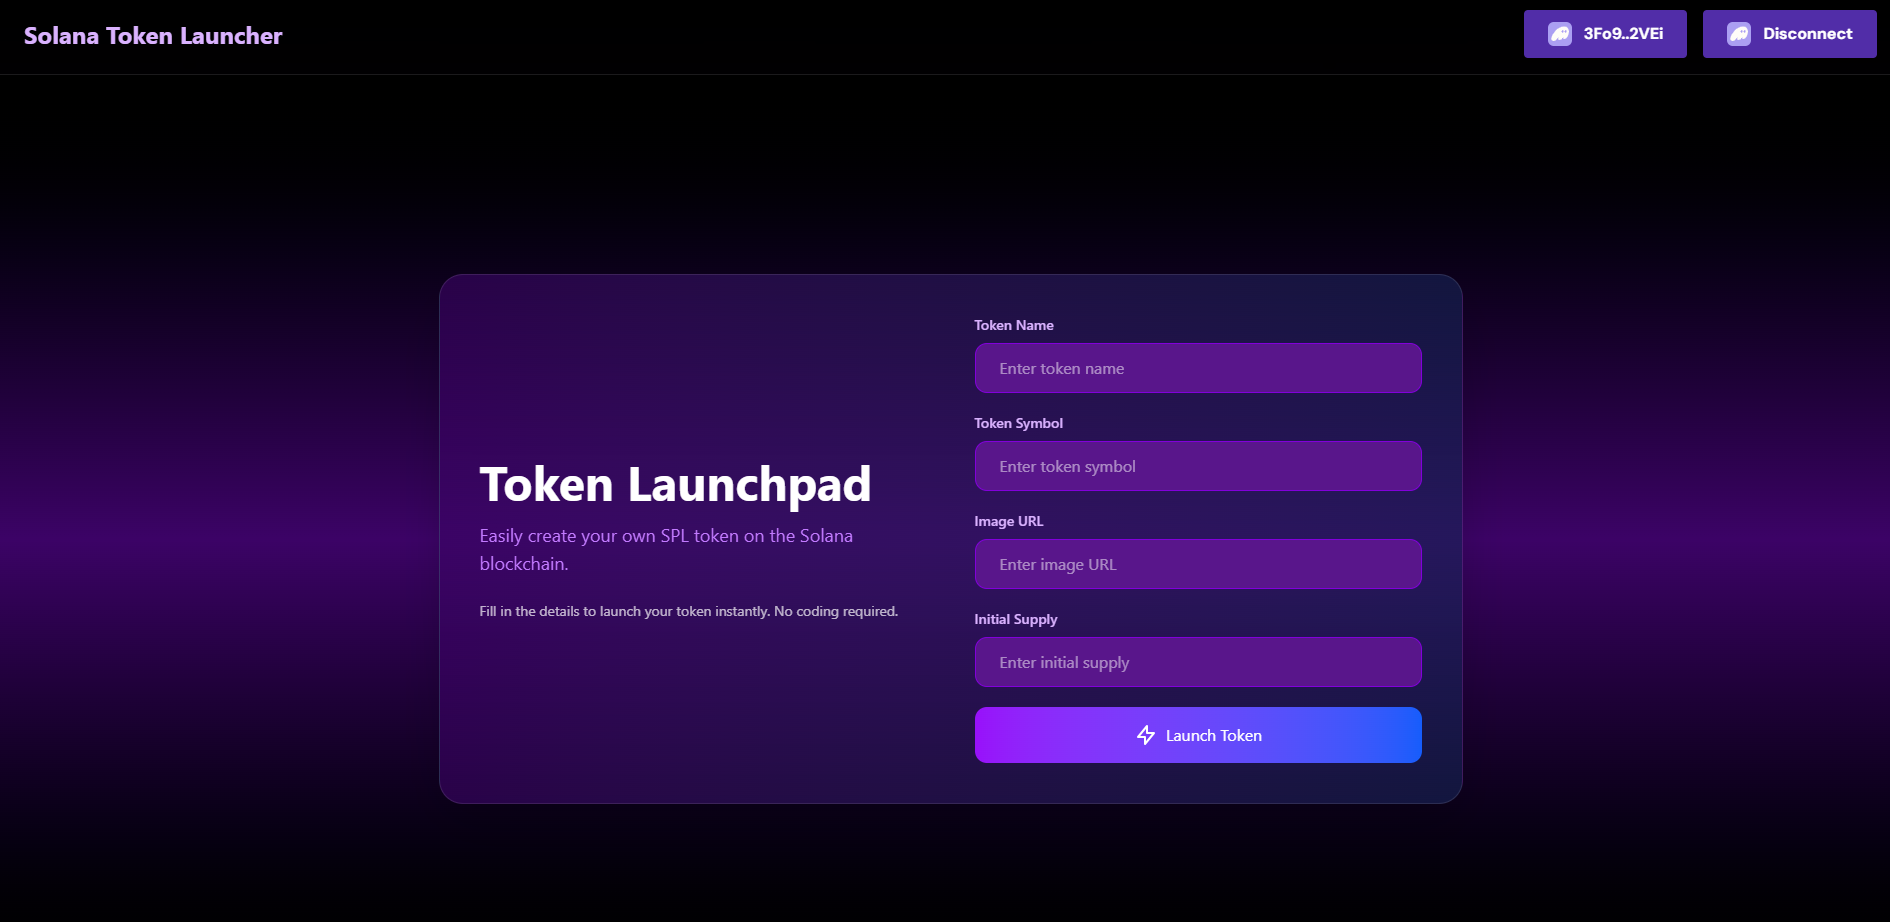 Solana Token Launcher
3Fo9..2VEi
Disconnect
Token Launchpad
Easily create your own SPL token on the Solana
blockchain.
Fill in the details to launch your token instantly. No coding required.
Token Name
Enter token name
Token Symbol
Enter token symbol
Image URL
Enter image URL
Initial Supply
Enter initial supply
Launch Token